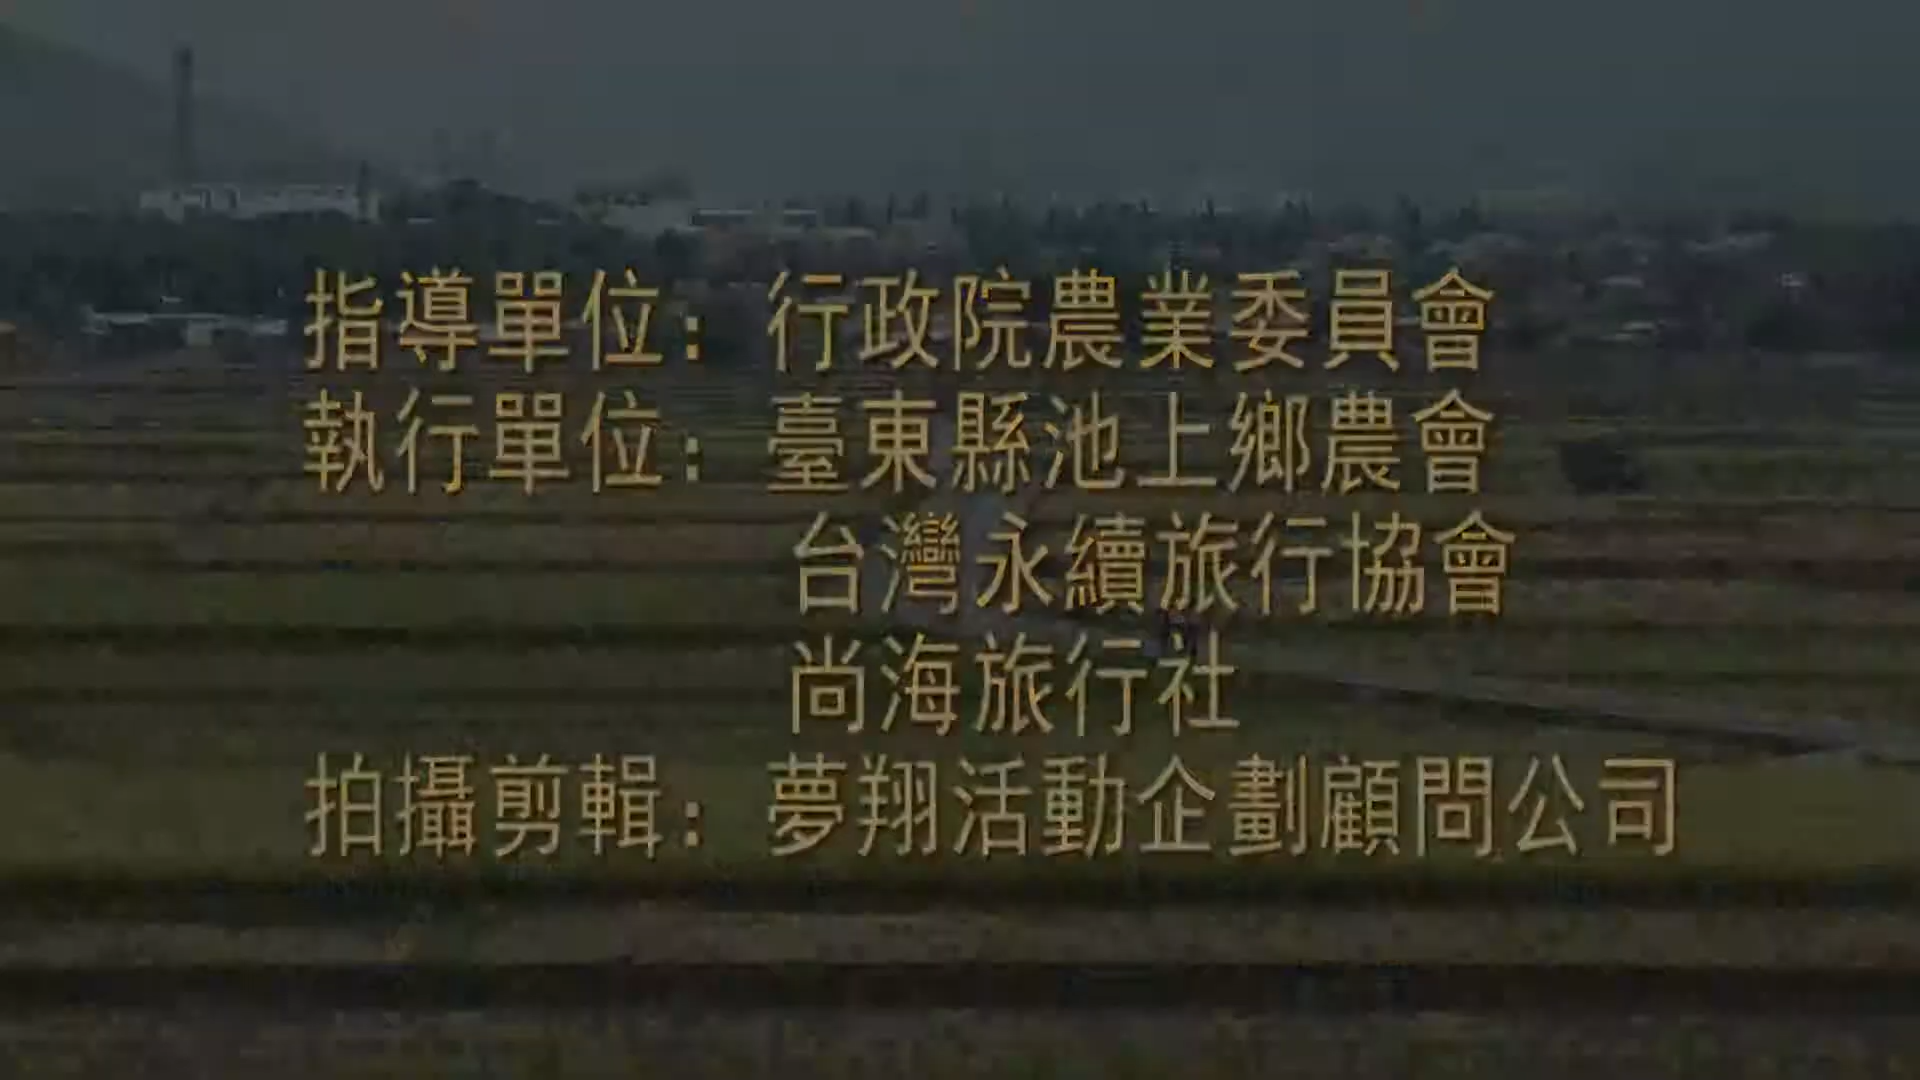 指導單位：行政院農業委員會
執行單位：臺東縣池上鄉農會
台灣永續旅行協會
尚海旅行社
拍攝剪輯：夢翔活動企劃顧問公司